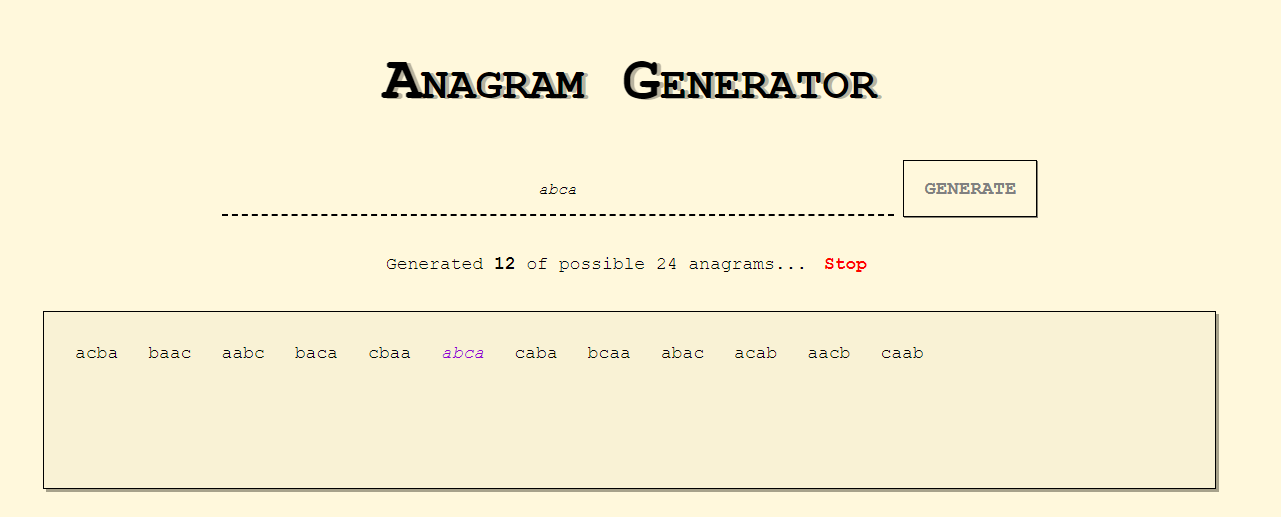 Anagram Generator
abca GENERATE
Generated 12 of possible 24 anagrams... Stop
acba baac aabc baca cbaa abca caba bcaa abac acab aacb caab